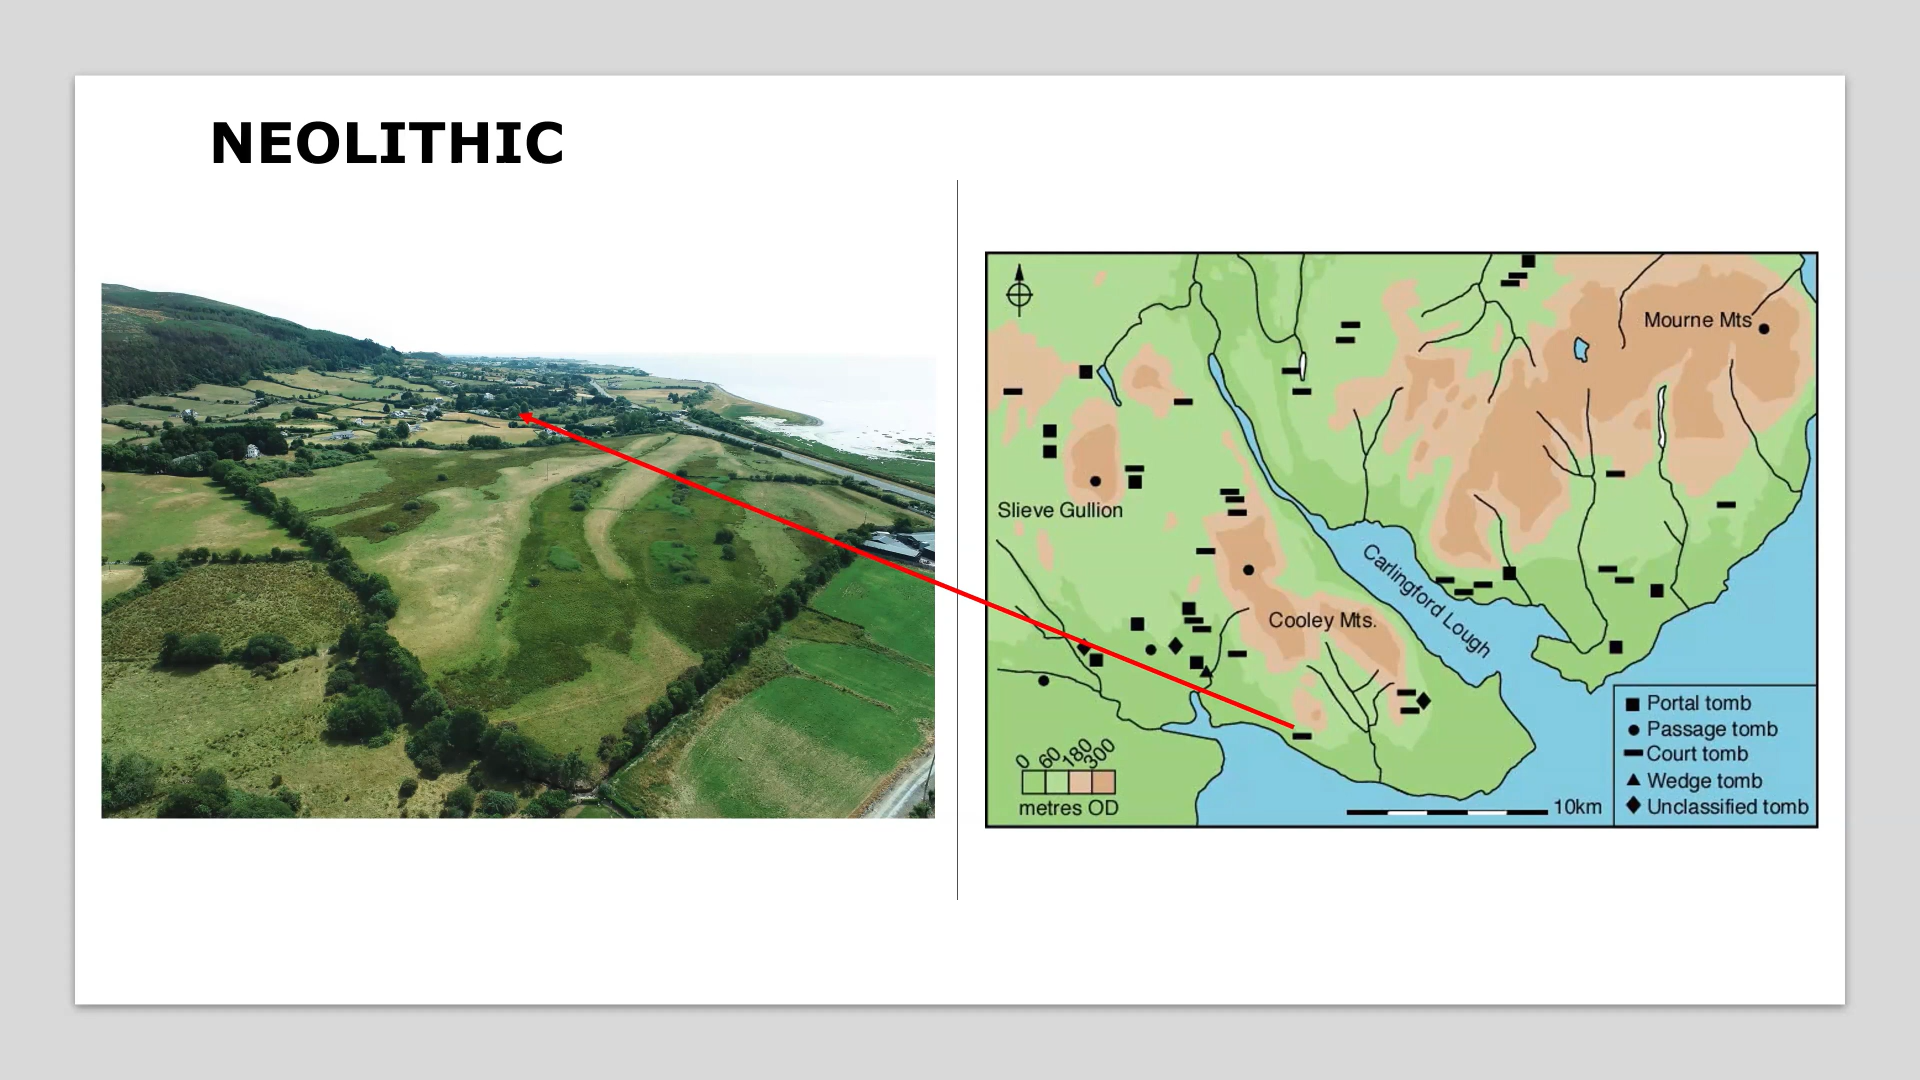 NEOLITHIC
Mourne Mts
Slieve Gullion
Carlingford Lough
Cooley Mts.
0 60 180 300
metres OD
10km
Portal tomb
Passage tomb
Court tomb
Wedge tomb
Unclassified tomb